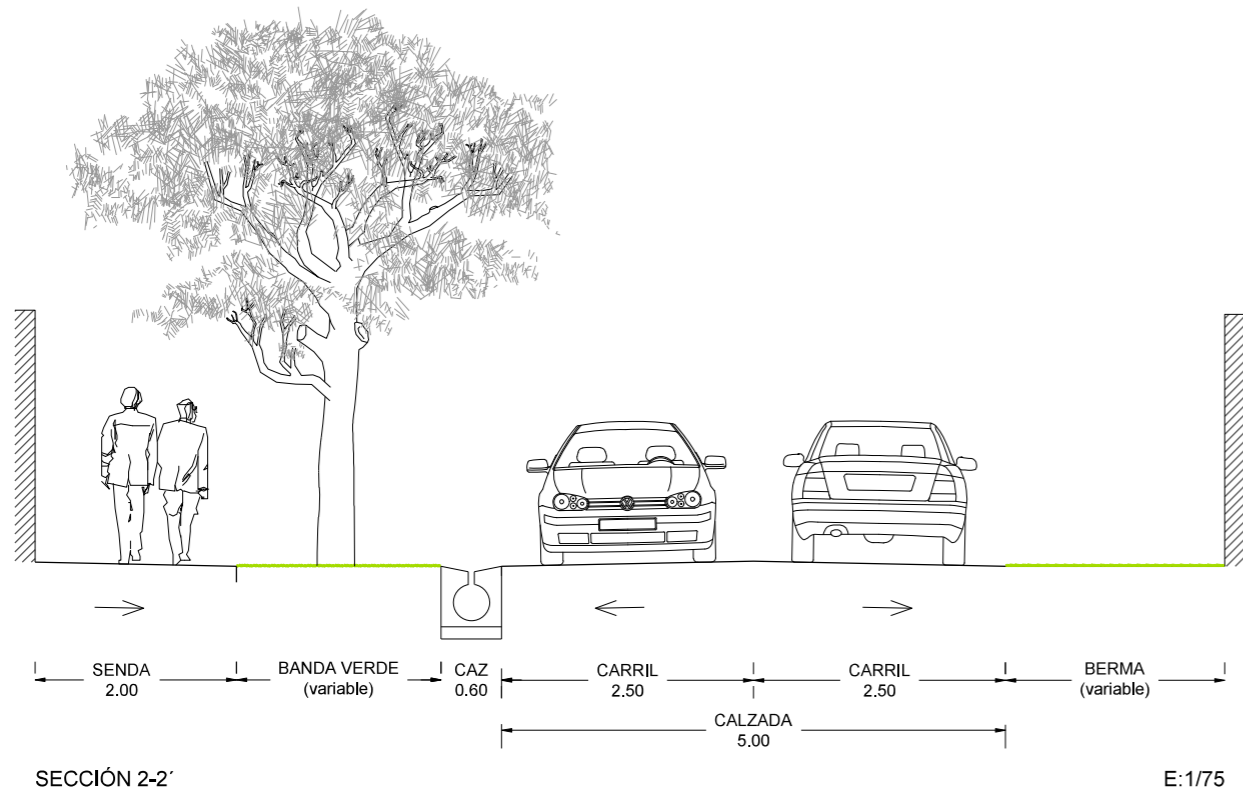 SENDA
2.00
BANDA VERDE
(variable)
CAZ
0.60
CARRIL
2.50
CARRIL
2.50
BERMA
(variable)
CALZADA
5.00
SECCIÓN 2-2´
E:1/75